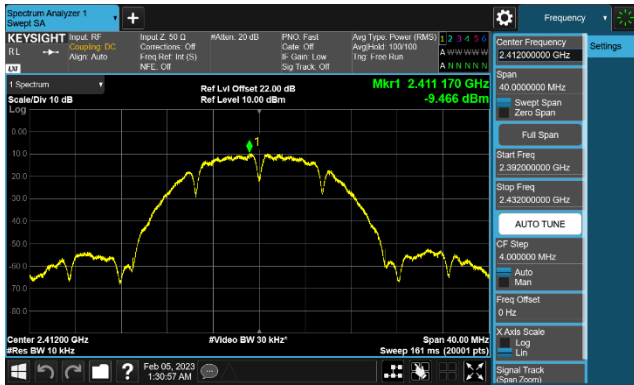 Spectrum Analyzer 1
Swept SA
Frequency
KEYSIGHT Input: RF
RL
Coupling: DC
Align: Auto
LXI
Input Z: 50 Ω
Corrections: Off
Freq Ref: Int (S)
NFE: Off
#Atten: 20 dB
PNO: Fast
Gate: Off
IF Gain: Low
Sig Track: Off
Avg Type: Power (RMS)
Avg|Hold: 100/100
Trig: Free Run
1 2 3 4 5 6
A W W W W W
A N N N N N
1 Spectrum
Scale/Div 10 dB
Log
Ref Lvl Offset 22.00 dB
Ref Level 10.00 dBm
Mkr1 2.411 170 GHz
-9.466 dBm
1
0.00
-10.0
-20.0
-30.0
-40.0
-50.0
-60.0
-70.0
-80.0
Center 2.41200 GHz
#Res BW 10 kHz
#Video BW 30 kHz*
Span 40.00 MHz
Sweep 161 ms (20001 pts)
Feb 05, 2023
1:30:57 AM
Center Frequency
2.412000000 GHz
Settings
Span
40.0000000 MHz
Swept Span
Zero Span
Full Span
Start Freq
2.392000000 GHz
Stop Freq
2.432000000 GHz
AUTO TUNE
CF Step
4.000000 MHz
Auto
Man
Freq Offset
0 Hz
X Axis Scale
Log
Lin
Signal Track
(Span Zoom)